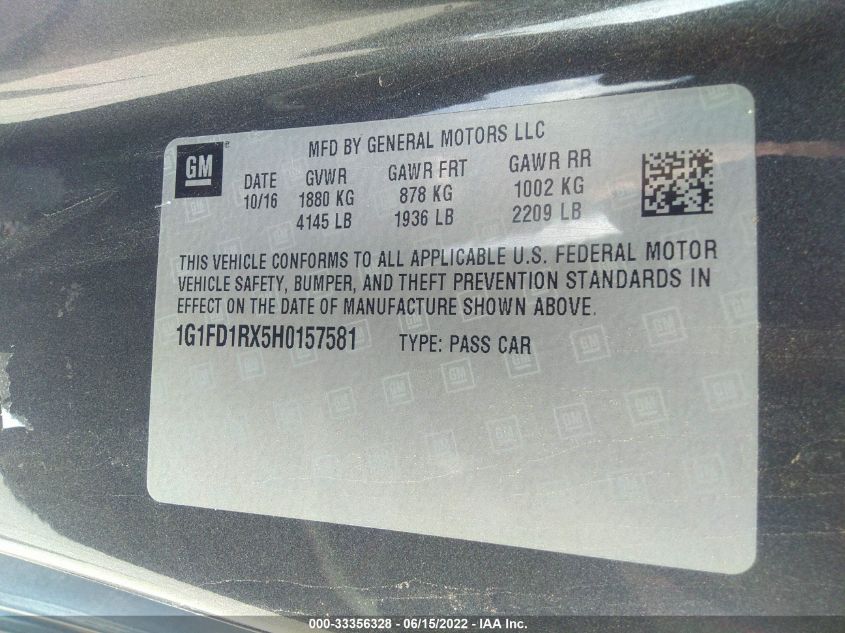 GM
MFD BY GENERAL MOTORS LLC
DATE GVWR GAWR FRT GAWR RR
10/16 1880 KG 878 KG 1002 KG
4145 LB 1936 LB 2209 LB
THIS VEHICLE CONFORMS TO ALL APPLICABLE U.S. FEDERAL MOTOR
VEHICLE SAFETY, BUMPER, AND THEFT PREVENTION STANDARDS IN
EFFECT ON THE DATE OF MANUFACTURE SHOWN ABOVE.
1G1FD1RX5H0157581 TYPE: PASS CAR
000-33356328 - 06/15/2022 - IAA Inc.